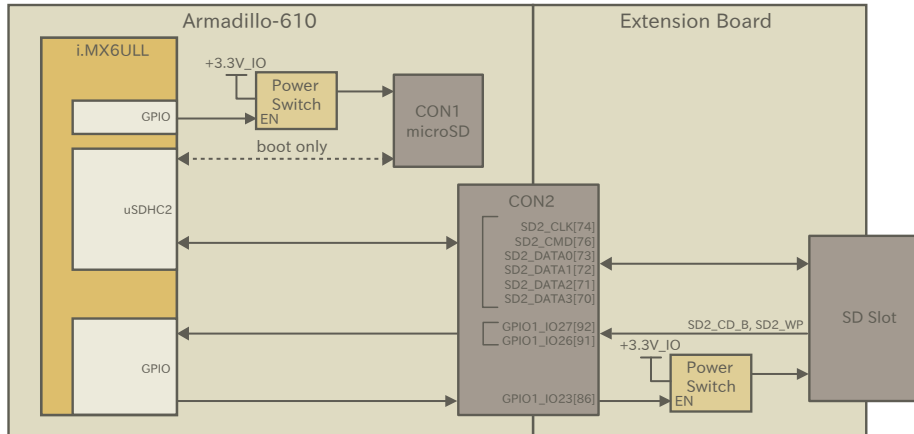 Armadillo-610
Extension Board
i.MX6ULL
+3.3V_IO
Power
Switch
EN
GPIO
CON1
microSD
boot only
uSDHC2
CON2
SD2_CLK[74]
SD2_CMD[76]
SD2_DATA0[73]
SD2_DATA1[72]
SD2_DATA2[71]
SD2_DATA3[70]
GPIO1_IO27[92]
GPIO1_IO26[91]
SD2_CD_B, SD2_WP
SD Slot
+3.3V_IO
Power
Switch
EN
GPIO
GPIO1_IO23[86]